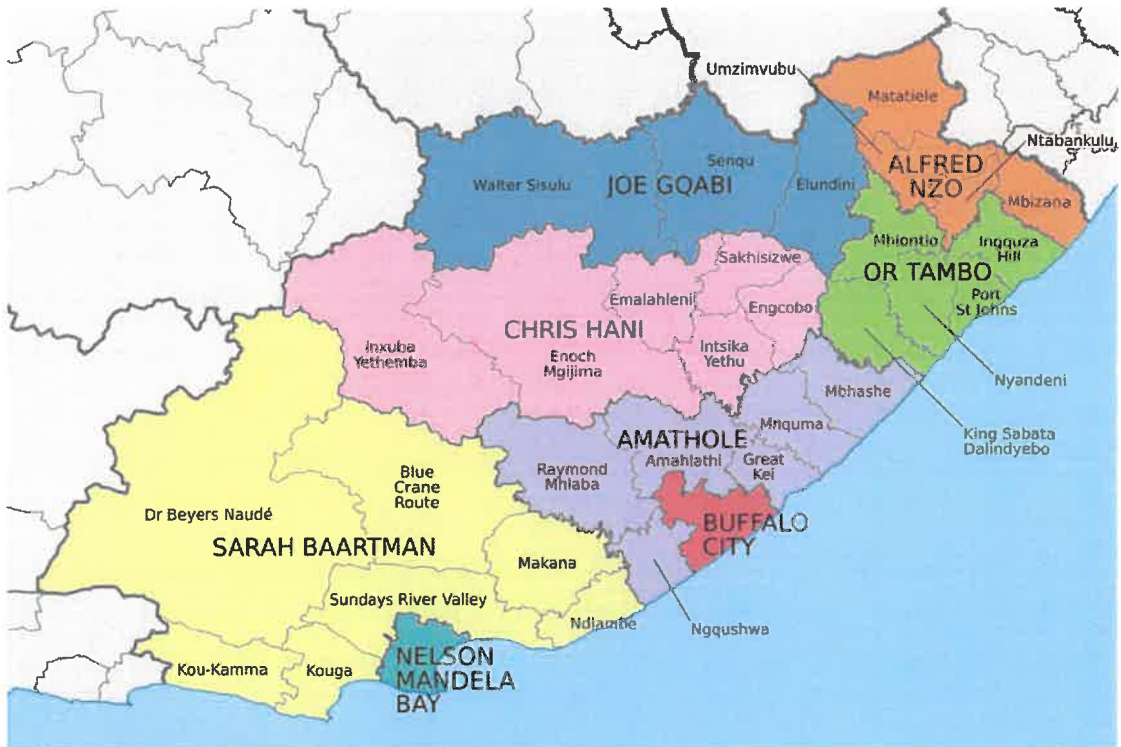 Umzimvubu
Matatiele
Ntabankulu
ALFRED
NZO
Mbizana
Walter Sisulu
JOE GQABI
Senqu
Elundini
Mhlontlo
Ingquza
Hill
OR TAMBO
Port
St Johns
Sakhisizwe
Emalahleni
Engcobo
CHRIS HANI
Inxuba
Yethemba
Enoch
Mgijima
Intsika
Yethu
Nyandeni
Mbhashe
Mnquma
King Sabata
Dalindyebo
AMATHOLE
Amahlathi
Great
Kei
Raymond
Mhlaba
Blue
Crane
Route
Dr Beyers Naudé
SARAH BAARTMAN
BUFFALO
CITY
Makana
Sundays River Valley
Ndlambe
Ngqushwa
Kou-Kamma
Kouga
NELSON
MANDELA
BAY